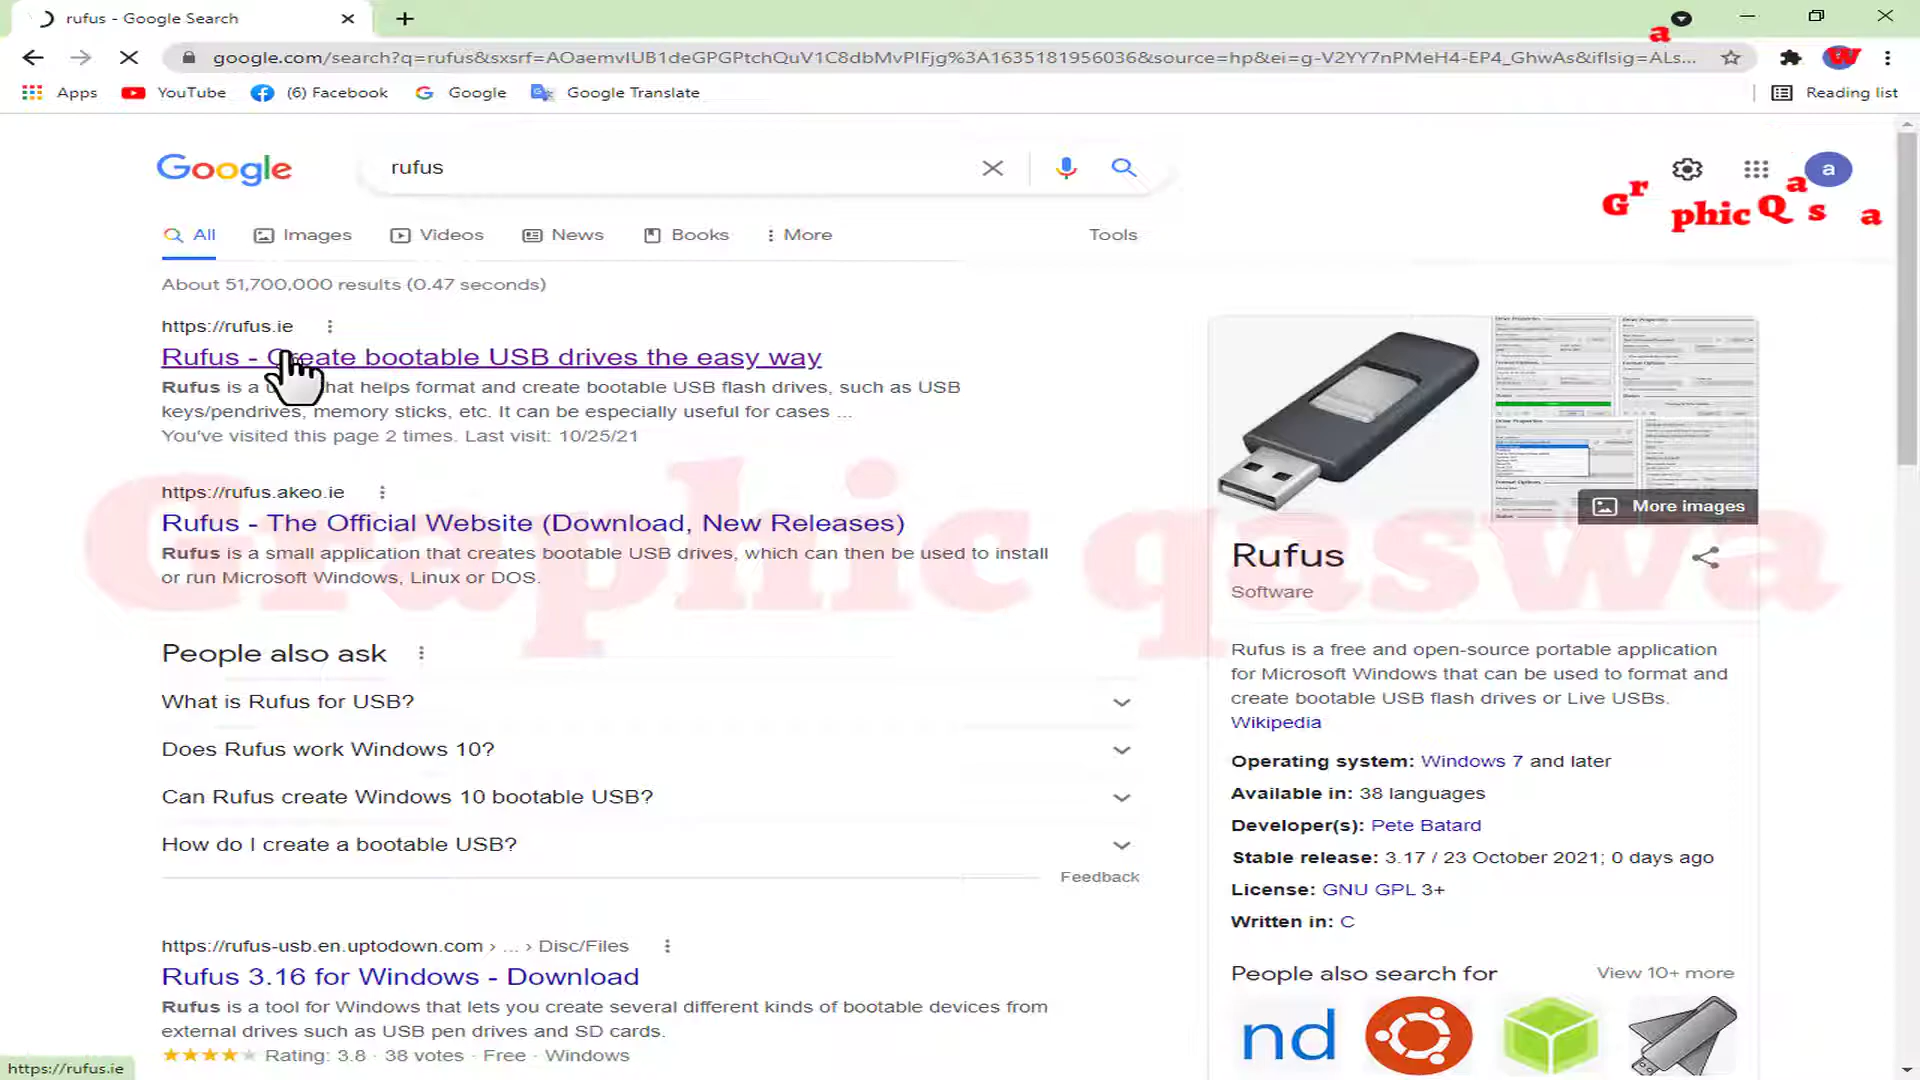 rufus - Google Search
google.com/search?q=rufus&sxsrf=AOaemvIUB1deGPGPtchQuV1C8dbMvPIFjg%3A1635181956036&source=hp&ei=g-V2YY7nPMeH4-EP4_GhwAs&iflsig=ALs...
Apps YouTube (6) Facebook Google Google Translate Reading list
Google rufus a
Graphic Qasa
All Images Videos News Books More Tools
About 51,700,000 results (0.47 seconds)
https://rufus.ie
Rufus - Create bootable USB drives the easy way
Rufus is a that helps format and create bootable USB flash drives, such as USB
keys/pendrives, memory sticks, etc. It can be especially useful for cases ...
You've visited this page 2 times. Last visit: 10/25/21
https://rufus.akeo.ie
Rufus - The Official Website (Download, New Releases)
Rufus is a small application that creates bootable USB drives, which can then be used to install
or run Microsoft Windows, Linux or DOS.
Graphic qaswa
People also ask
What is Rufus for USB?
Does Rufus work Windows 10?
Can Rufus create Windows 10 bootable USB?
How do I create a bootable USB?
Feedback
https://rufus-usb.en.uptodown.com › ... › Disc/Files
Rufus 3.16 for Windows - Download
Rufus is a tool for Windows that lets you create several different kinds of bootable devices from
external drives such as USB pen drives and SD cards.
Rating: 3.8 · 38 votes · Free · Windows
https://rufus.ie
More images
Rufus
Software
Rufus is a free and open-source portable application
for Microsoft Windows that can be used to format and
create bootable USB flash drives or Live USBs.
Wikipedia
Operating system: Windows 7 and later
Available in: 38 languages
Developer(s): Pete Batard
Stable release: 3.17 / 23 October 2021; 0 days ago
License: GNU GPL 3+
Written in: C
People also search for View 10+ more
nd